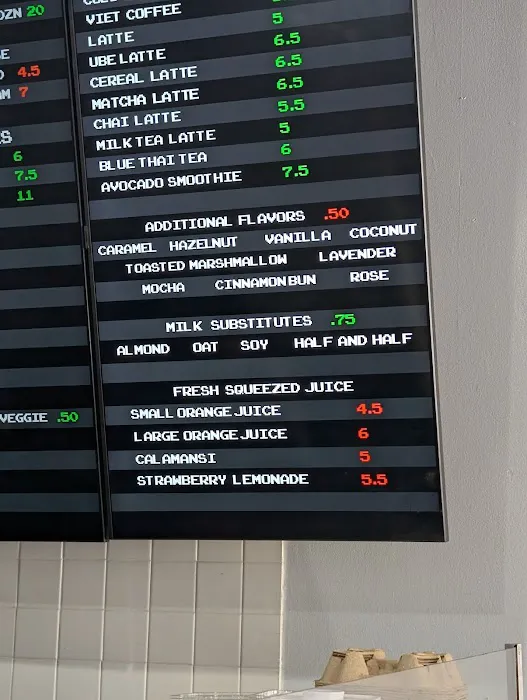 DZN 20
4.5
7
6
7.5
11
VEGGIE .50
VIET COFFEE
LATTE 5
UBE LATTE 6.5
CEREAL LATTE 6.5
MATCHA LATTE 6.5
CHAI LATTE 5.5
MILK TEA LATTE 5
BLUE THAI TEA 6
AVOCADO SMOOTHIE 7.5
ADDITIONAL FLAVORS .50
CARAMEL HAZELNUT VANILLA COCONUT
TOASTED MARSHMALLOW LAVENDER
MOCHA CINNAMON BUN ROSE
MILK SUBSTITUTES .75
ALMOND OAT SOY HALF AND HALF
FRESH SQUEEZED JUICE
SMALL ORANGE JUICE 4.5
LARGE ORANGE JUICE 6
CALAMANSI 5
STRAWBERRY LEMONADE 5.5